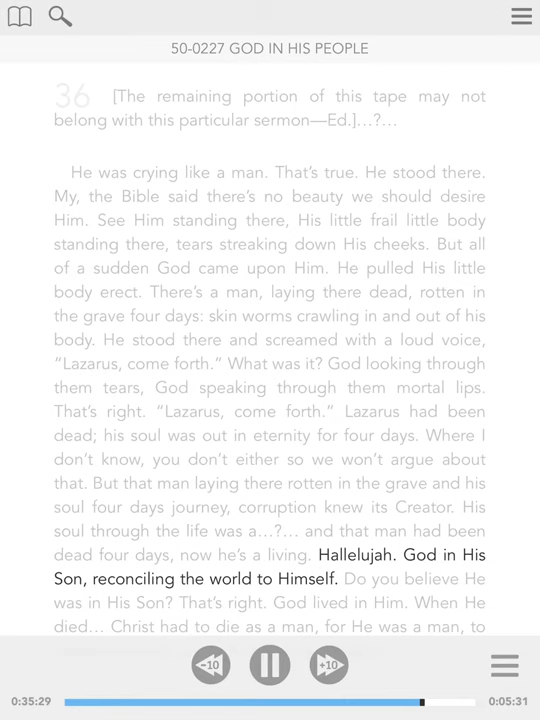 50-0227 GOD IN HIS PEOPLE
36 [The remaining portion of this tape may not
belong with this particular sermon—Ed.]…?…
He was crying like a man. That's true. He stood there.
My, the Bible said there's no beauty we should desire
Him. See Him standing there, His little frail little body
standing there, tears streaking down His cheeks. But all
of a sudden God came upon Him. He pulled His little
body erect. There's a man, laying there dead, rotten in
the grave four days: skin worms crawling in and out of his
body. He stood there and screamed with a loud voice,
"Lazarus, come forth." What was it? God looking through
them tears, God speaking through them mortal lips.
That's right. "Lazarus, come forth." Lazarus had been
dead; his soul was out in eternity for four days. Where I
don't know, you don't either so we won't argue about
that. But that man laying there rotten in the grave and his
soul four days journey, corruption knew its Creator. His
soul through the life was a…?… and that man had been
dead four days, now he's a living. Hallelujah. God in His
Son, reconciling the world to Himself. Do you believe He
was in His Son? That's right. God lived in Him. When He
died… Christ had to die as a man, for He was a man, to
-10
+10
0:35:29
0:05:31